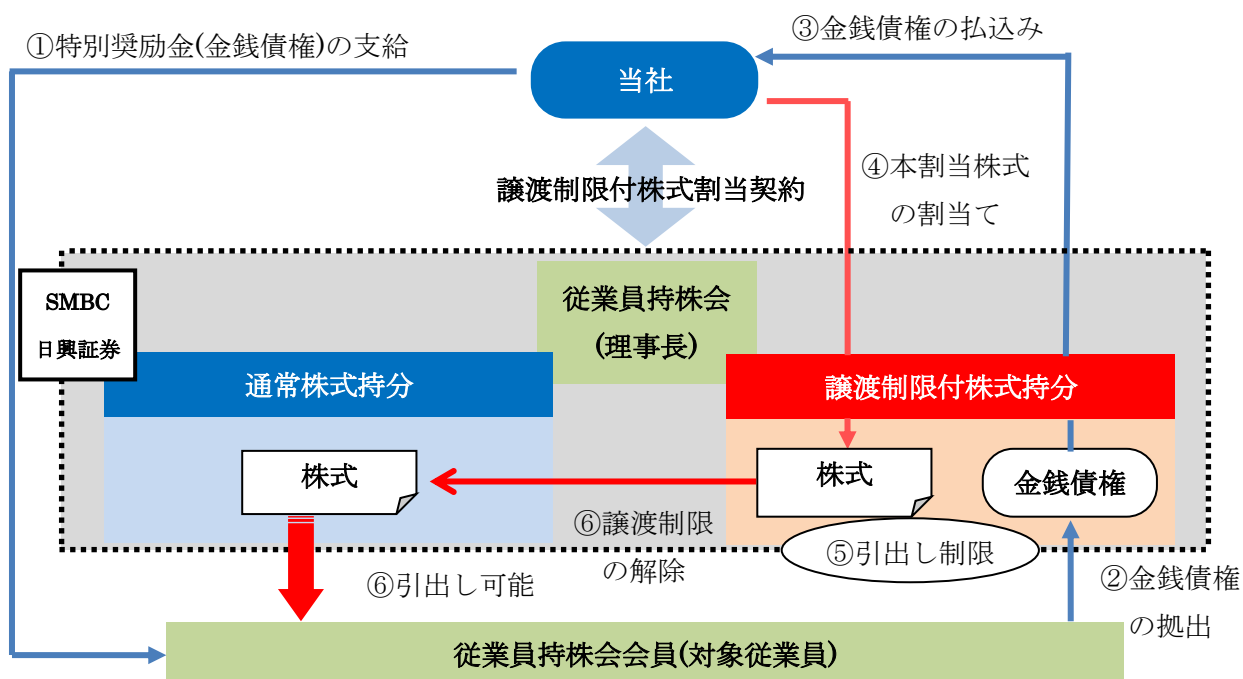 ①特別奨励金(金銭債権)の支給
③金銭債権の払込み
当社
④本割当株式
の割当て
譲渡制限付株式割当契約
SMBC
日興証券
従業員持株会
(理事長)
通常株式持分
譲渡制限付株式持分
株式
株式
金銭債権
⑥譲渡制限
の解除
⑤引出し制限
⑥引出し可能
②金銭債権
の拠出
従業員持株会会員(対象従業員)